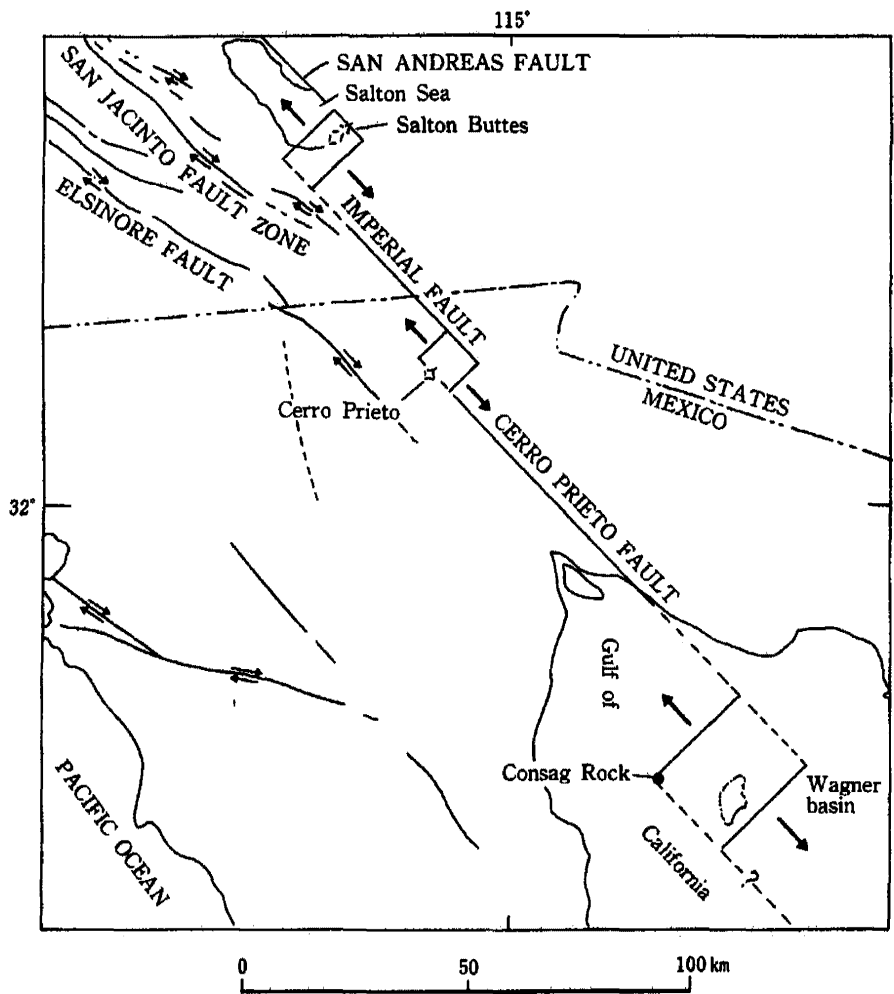 115°
SAN ANDREAS FAULT
Salton Sea
Salton Buttes
SAN JACINTO FAULT ZONE
ELSINORE FAULT
IMPERIAL FAULT
UNITED STATES
MEXICO
Cerro Prieto
CERRO PRIETO FAULT
32°
Gulf of
California
Consag Rock
Wagner
basin
PACIFIC OCEAN
?
0 50 100 km